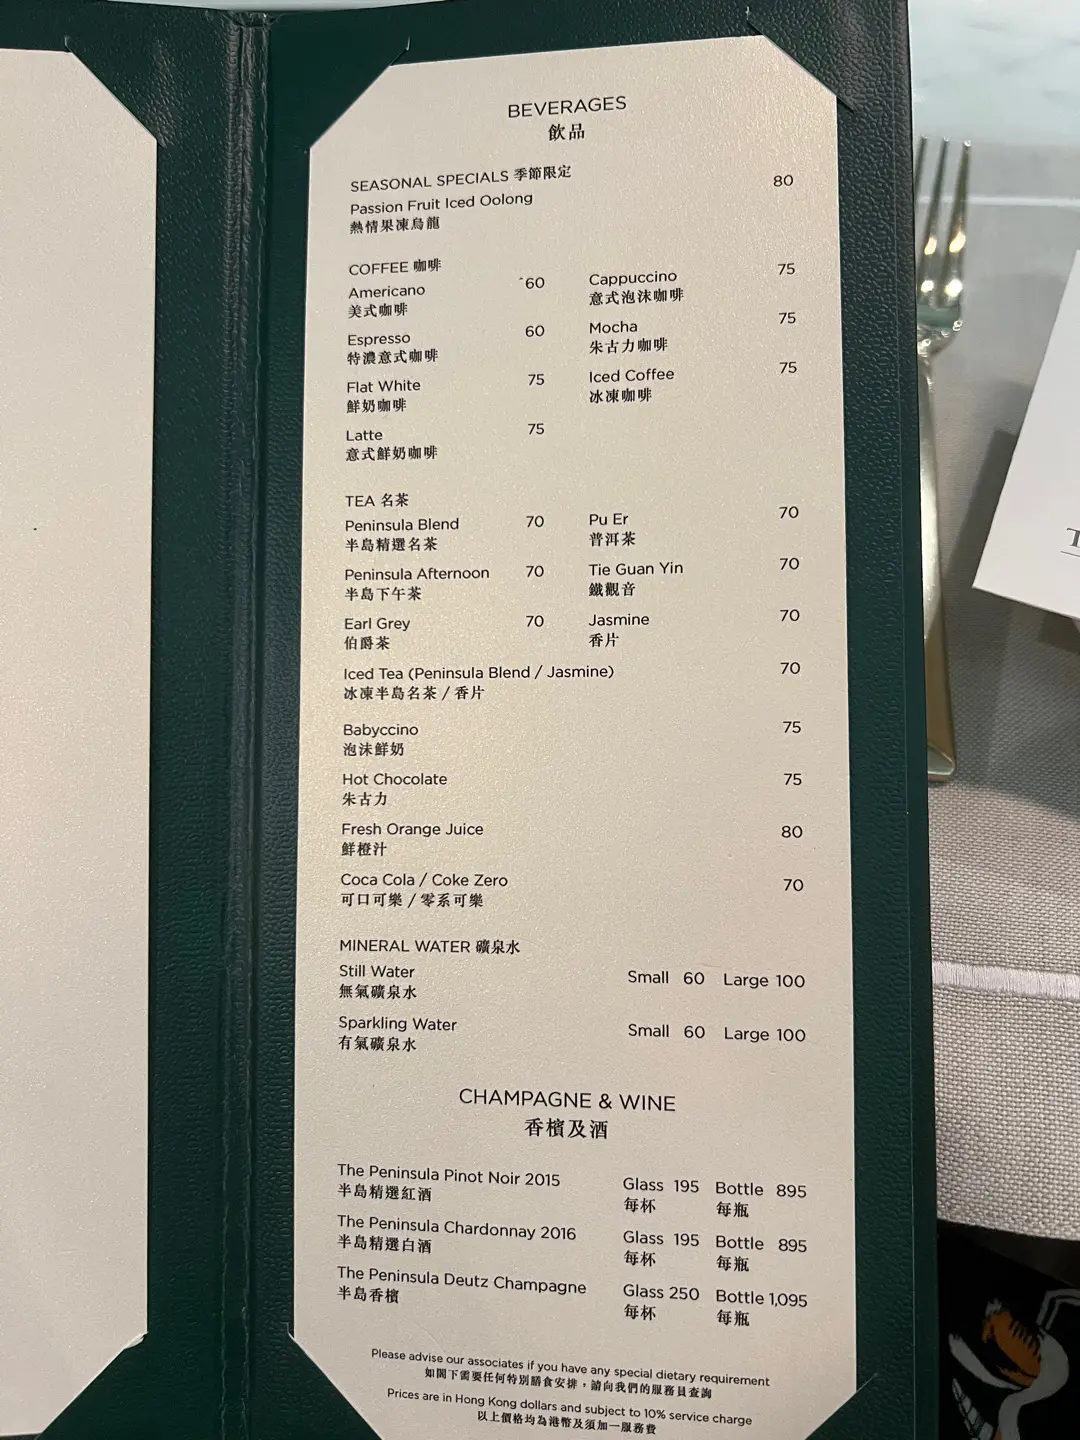 BEVERAGES
飲品
SEASONAL SPECIALS 季節限定
Passion Fruit Iced Oolong 80
熱情果凍烏龍
COFFEE 咖啡
Americano 60
美式咖啡
Espresso 60
特濃意式咖啡
Flat White 75
鮮奶咖啡
Latte 75
意式鮮奶咖啡
Cappuccino 75
意式泡沫咖啡
Mocha 75
朱古力咖啡
Iced Coffee 75
冰凍咖啡
TEA 名茶
Peninsula Blend 70
半島精選名茶
Peninsula Afternoon 70
半島下午茶
Earl Grey 70
伯爵茶
Pu Er 70
普洱茶
Tie Guan Yin 70
鐵觀音
Jasmine 70
香片
Iced Tea (Peninsula Blend / Jasmine) 70
冰凍半島名茶 / 香片
Babyccino 75
泡沫鮮奶
Hot Chocolate 75
朱古力
Fresh Orange Juice 80
鮮橙汁
Coca Cola / Coke Zero 70
可口可樂 / 零系可樂
MINERAL WATER 礦泉水
Still Water Small 60 Large 100
無氣礦泉水
Sparkling Water Small 60 Large 100
有氣礦泉水
CHAMPAGNE & WINE
香檳及酒
The Peninsula Pinot Noir 2015 Glass 195 Bottle 895
半島精選紅酒 每杯 每瓶
The Peninsula Chardonnay 2016 Glass 195 Bottle 895
半島精選白酒 每杯 每瓶
The Peninsula Deutz Champagne Glass 250 Bottle 1,095
半島香檳 每杯 每瓶
Please advise our associates if you have any special dietary requirement
如閣下需要任何特別膳食安排，請向我們的服務員查詢
Prices are in Hong Kong dollars and subject to 10% service charge
以上價格均為港幣及須加一服務費